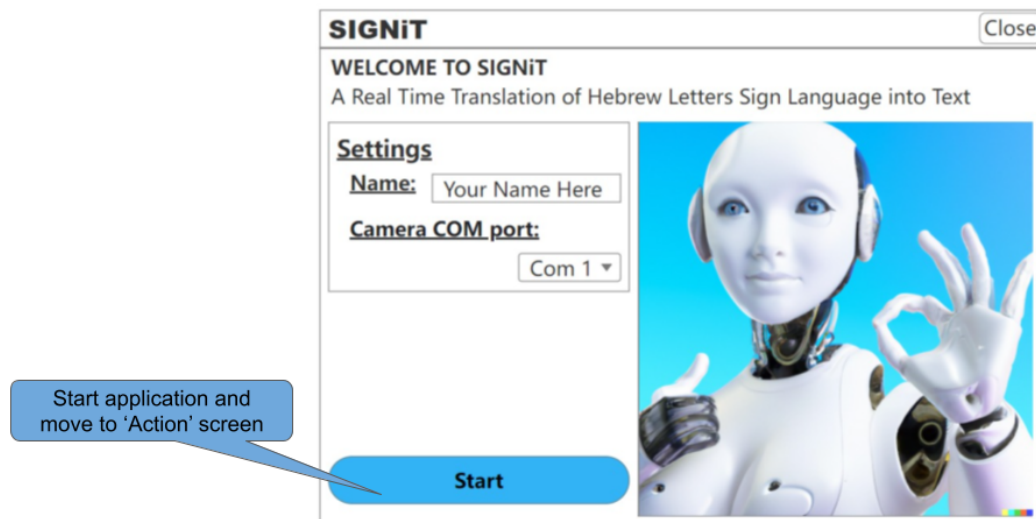 SIGNiT
Close
WELCOME TO SIGNiT
A Real Time Translation of Hebrew Letters Sign Language into Text
Settings
Name:
Your Name Here
Camera COM port:
Com 1
Start application and
move to ‘Action’ screen
Start